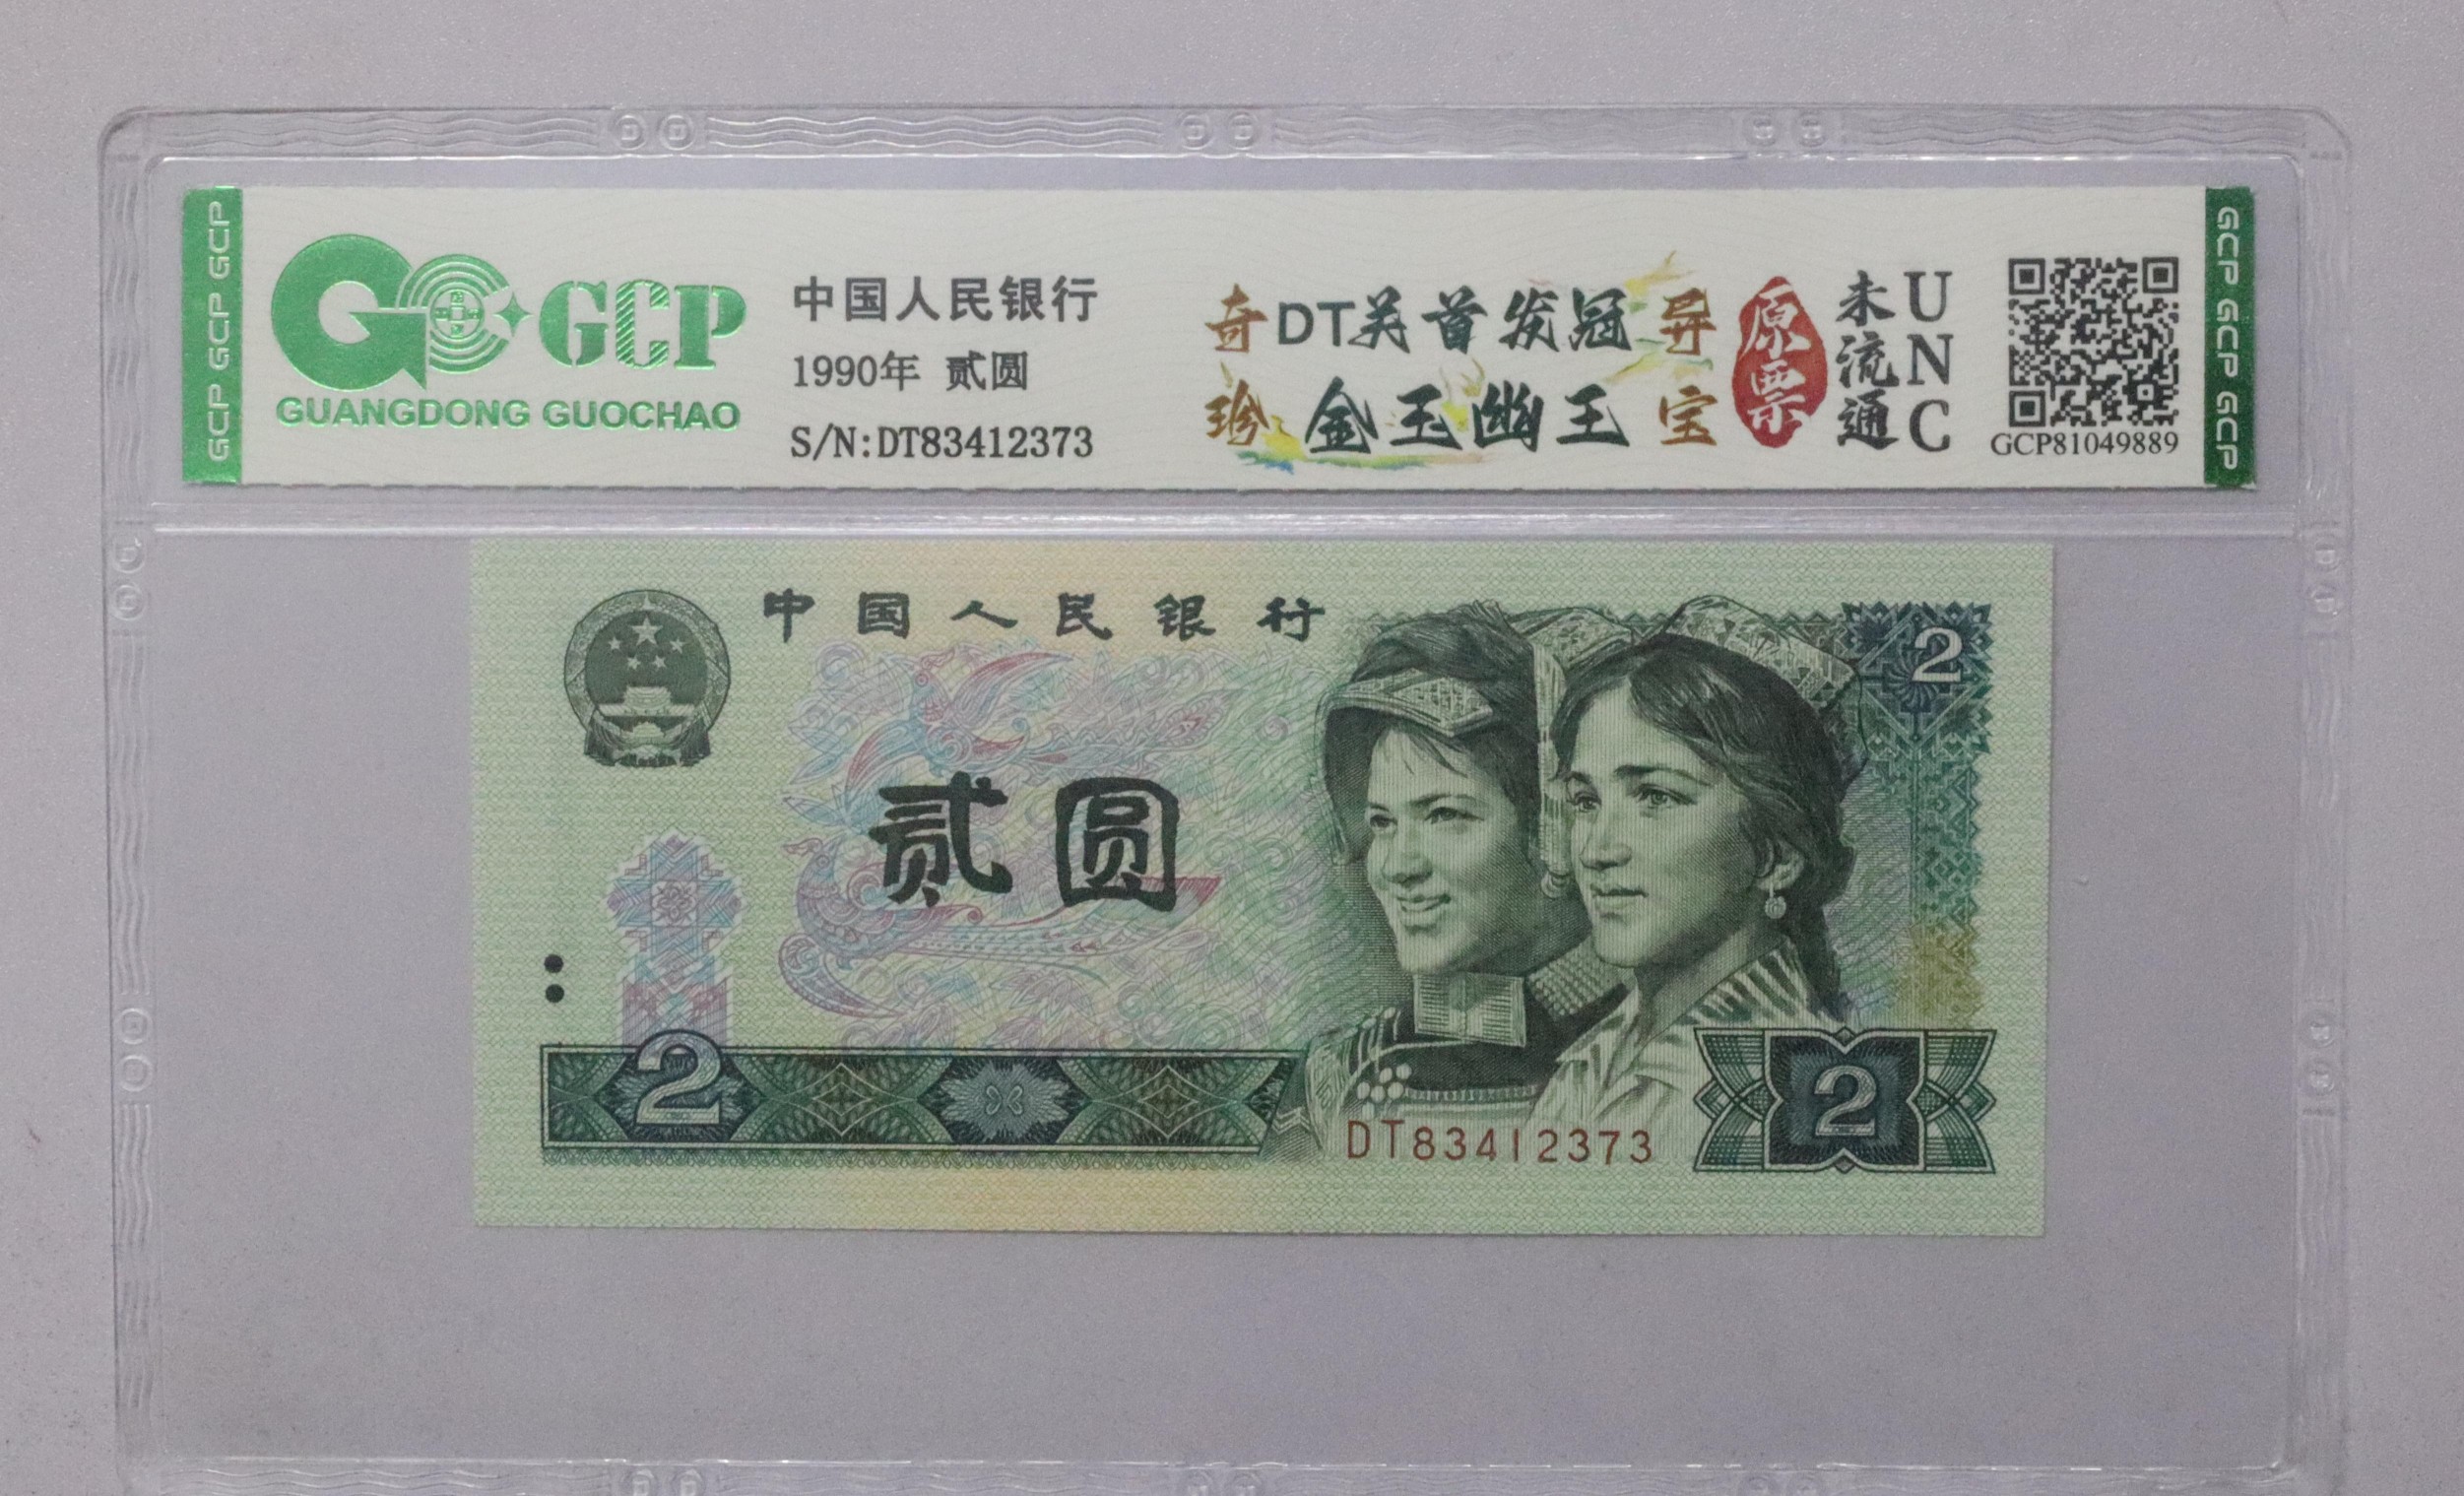 GCP GCP GCP
GCP
GUANGDONG GUOCHAO
中国人民银行
1990年 贰圆
S/N:DT83412373
奇DT关首发冠异
珍金玉幽王宝
原票
未流通
UNC
GCP81049889
GCP GCP GCP
中国人民银行
2
贰圆
2
DT83412373
2